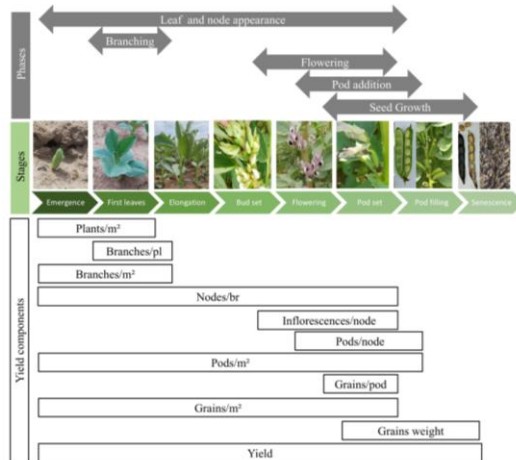 Phases
Leaf and node appearance
Branching
Flowering
Pod addition
Seed Growth
Stages
Emergence
First leaves
Elongation
Bud set
Flowering
Pod set
Pod filling
Senescence
Yield components
Plants/m²
Branches/pl
Branches/m²
Nodes/br
Inflorescences/node
Pods/node
Pods/m²
Grains/pod
Grains/m²
Grains weight
Yield